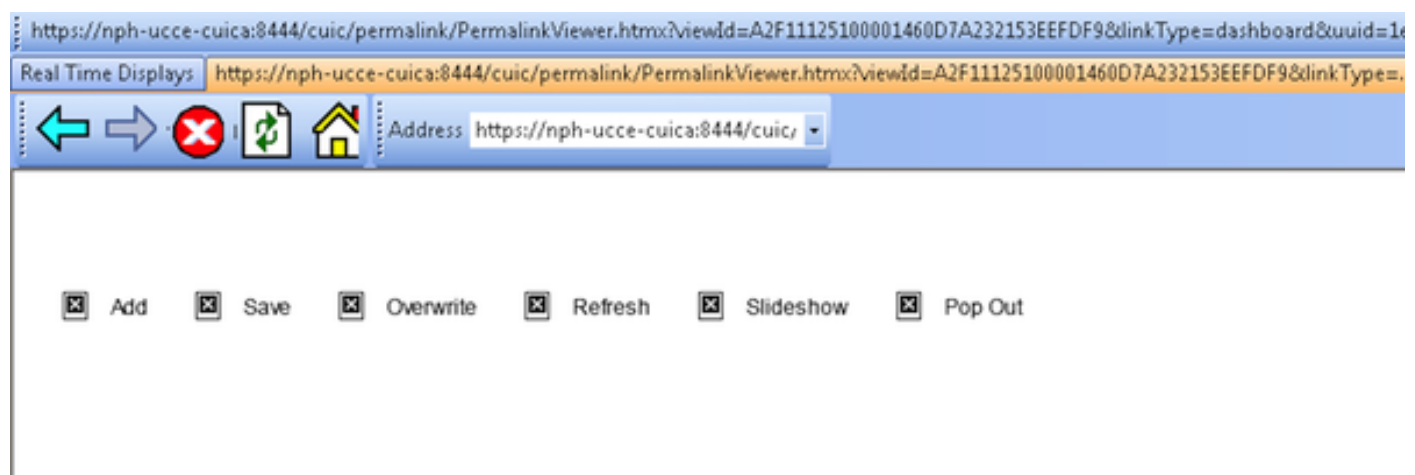 https://nph-ucce-cuica:8444/cuic/permalink/PermalinkViewer.htmx?viewId=A2F11125100001460D7A232153EEFDF9&linkType=dashboard&uuid=1e
Real Time Displays https://nph-ucce-cuica:8444/cuic/permalink/PermalinkViewer.htmx?viewId=A2F11125100001460D7A232153EEFDF9&linkType=...
Address https://nph-ucce-cuica:8444/cuic/
Add Save Overwrite Refresh Slideshow Pop Out